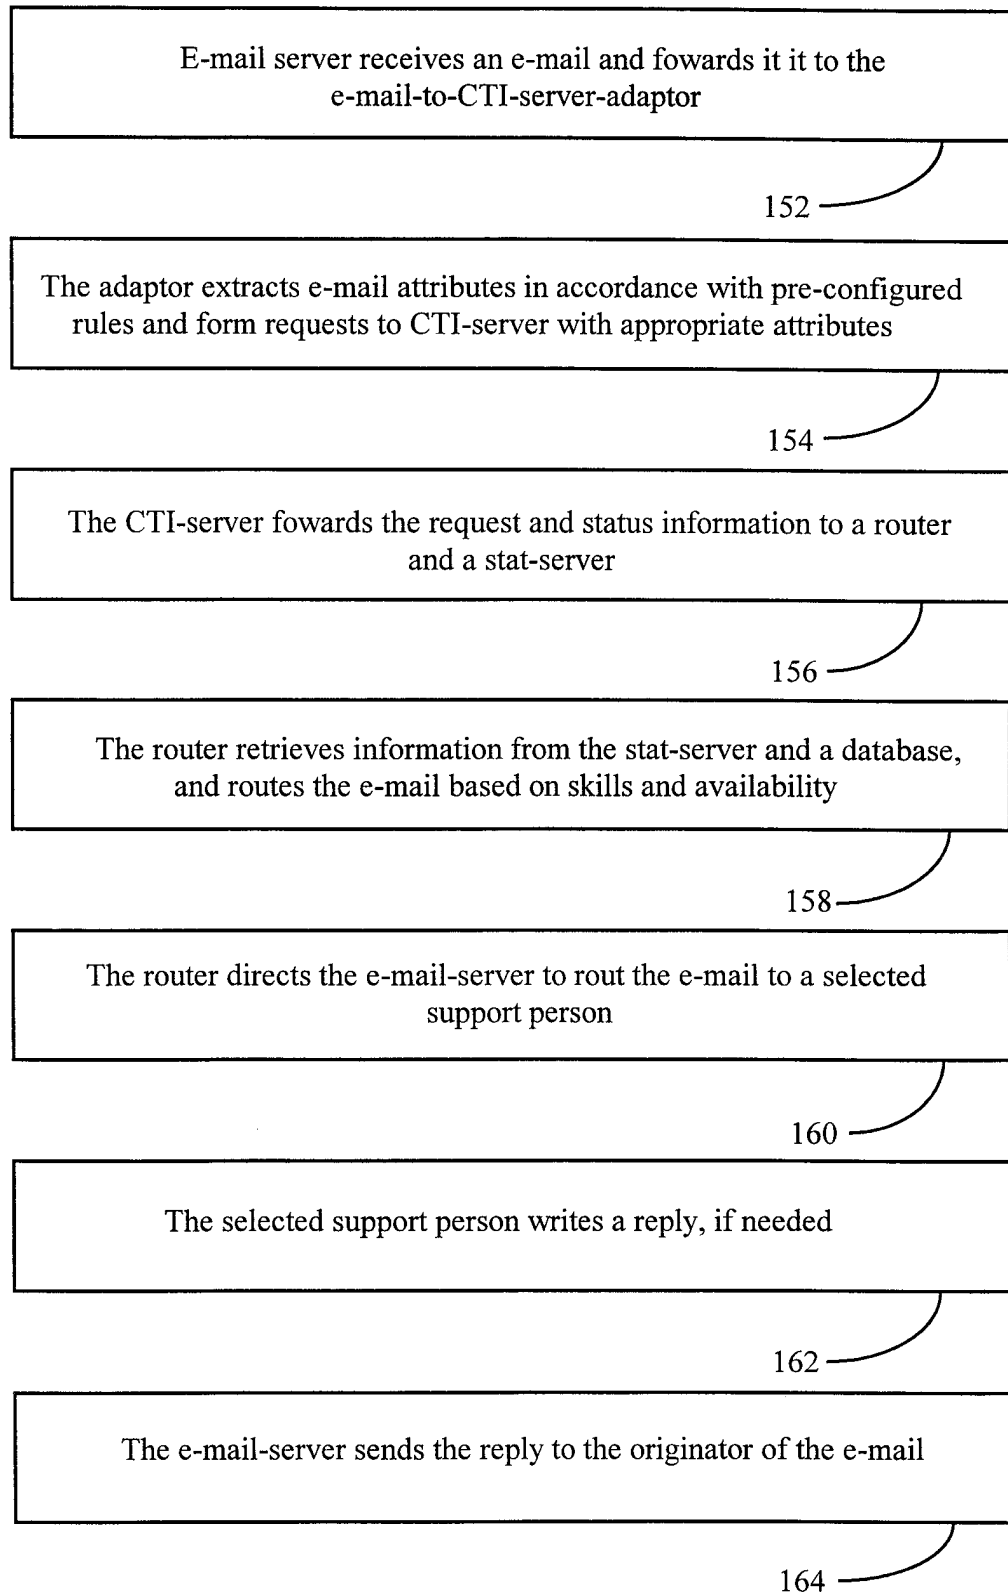 E-mail server receives an e-mail and fowards it it to the
e-mail-to-CTI-server-adaptor
152
The adaptor extracts e-mail attributes in accordance with pre-configured
rules and form requests to CTI-server with appropriate attributes
154
The CTI-server fowards the request and status information to a router
and a stat-server
156
The router retrieves information from the stat-server and a database,
and routes the e-mail based on skills and availability
158
The router directs the e-mail-server to rout the e-mail to a selected
support person
160
The selected support person writes a reply, if needed
162
The e-mail-server sends the reply to the originator of the e-mail
164